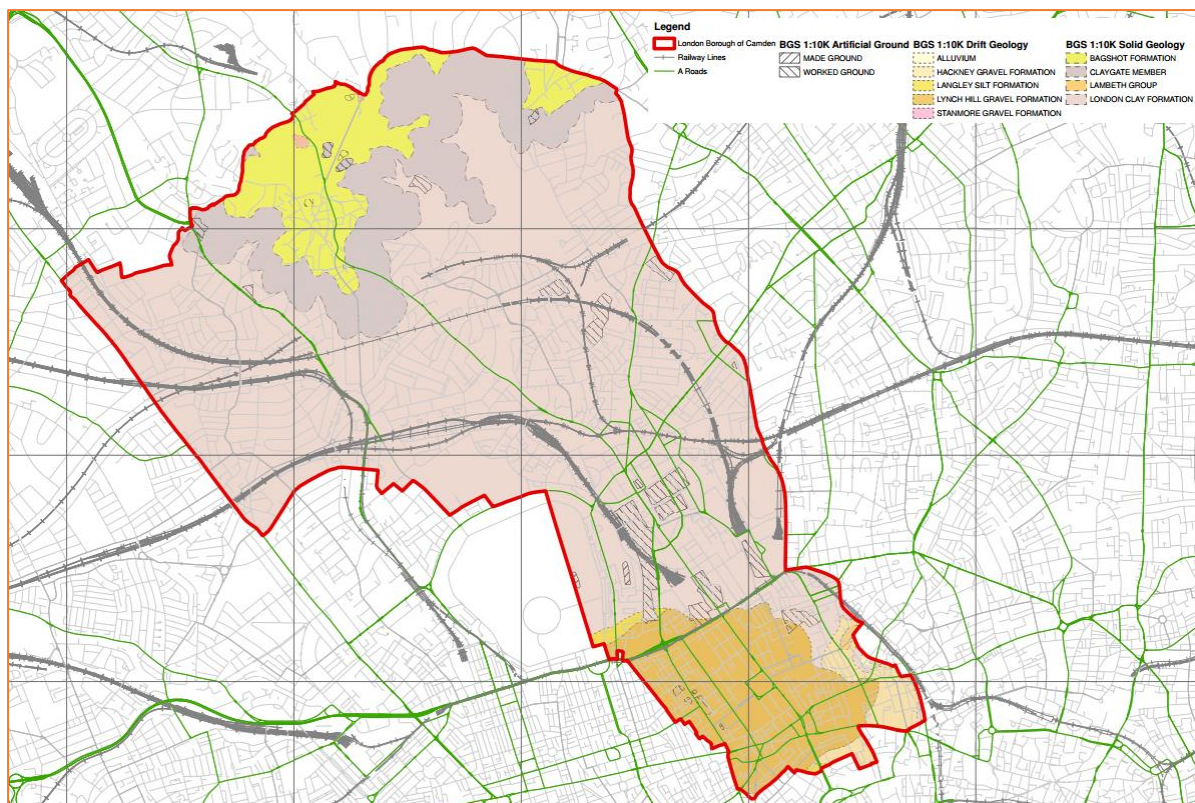 Legend
London Borough of Camden
Railway Lines
A Roads
BGS 1:10K Artificial Ground
MADE GROUND
WORKED GROUND
BGS 1:10K Drift Geology
ALLUVIUM
HACKNEY GRAVEL FORMATION
LANGLEY SILT FORMATION
LYNCH HILL GRAVEL FORMATION
STANMORE GRAVEL FORMATION
BGS 1:10K Solid Geology
BAGSHOT FORMATION
CLAYGATE MEMBER
LAMBETH GROUP
LONDON CLAY FORMATION